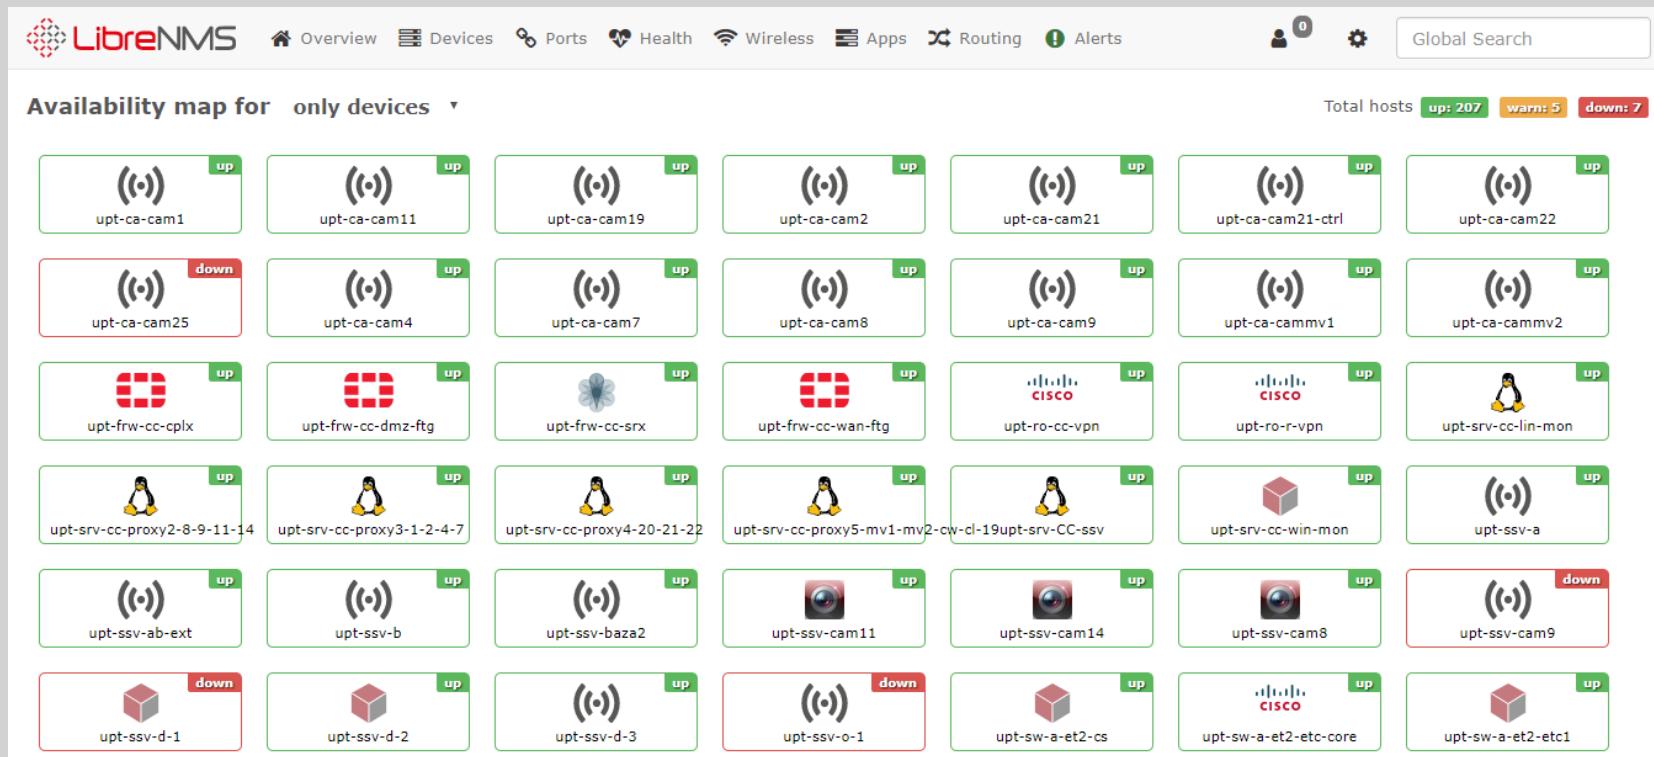 LibreNMS Overview Devices Ports Health Wireless Apps Routing Alerts 0 Global Search
Availability map for only devices Total hosts up: 207 warn: 5 down: 7
up up up up up up up
upt-ca-cam1 upt-ca-cam11 upt-ca-cam19 upt-ca-cam2 upt-ca-cam21 upt-ca-cam21-ctrl upt-ca-cam22
down up up up up up up
upt-ca-cam25 upt-ca-cam4 upt-ca-cam7 upt-ca-cam8 upt-ca-cam9 upt-ca-cammv1 upt-ca-cammv2
up up up up up up up
CISCO CISCO
upt-frw-cc-cplx upt-frw-cc-dmz-ftg upt-frw-cc-srx upt-frw-cc-wan-ftg upt-ro-cc-vpn upt-ro-r-vpn upt-srv-cc-lin-mon
up up up up up up up
upt-srv-cc-proxy2-8-9-11-14 upt-srv-cc-proxy3-1-2-4-7 upt-srv-cc-proxy4-20-21-22 upt-srv-cc-proxy5-mv1-mv2-cw-cl-19 upt-srv-CC-ssv upt-srv-cc-win-mon upt-ssv-a
up up up up up up down
upt-ssv-ab-ext upt-ssv-b upt-ssv-baza2 upt-ssv-cam11 upt-ssv-cam14 upt-ssv-cam8 upt-ssv-cam9
down up up down up up up
CISCO
upt-ssv-d-1 upt-ssv-d-2 upt-ssv-d-3 upt-ssv-o-1 upt-sw-a-et2-cs upt-sw-a-et2-etc-core upt-sw-a-et2-etc1